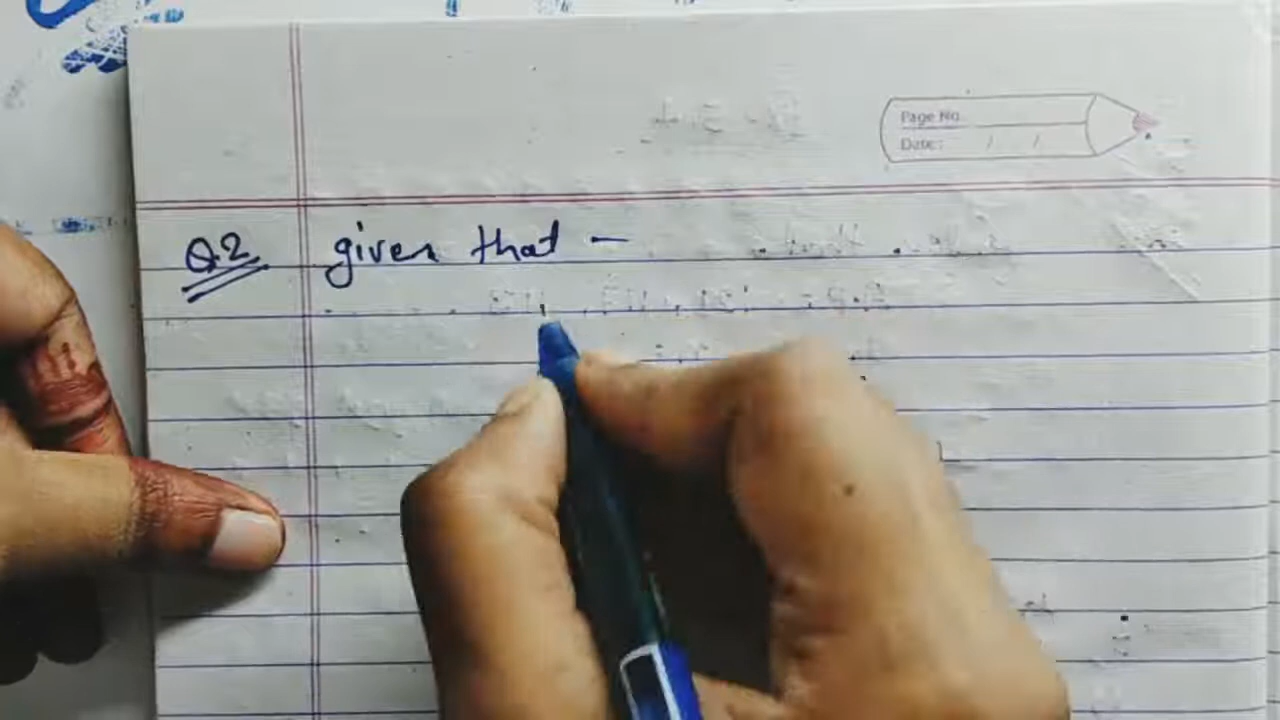 Page No.
Date: / /
Q2 given that –